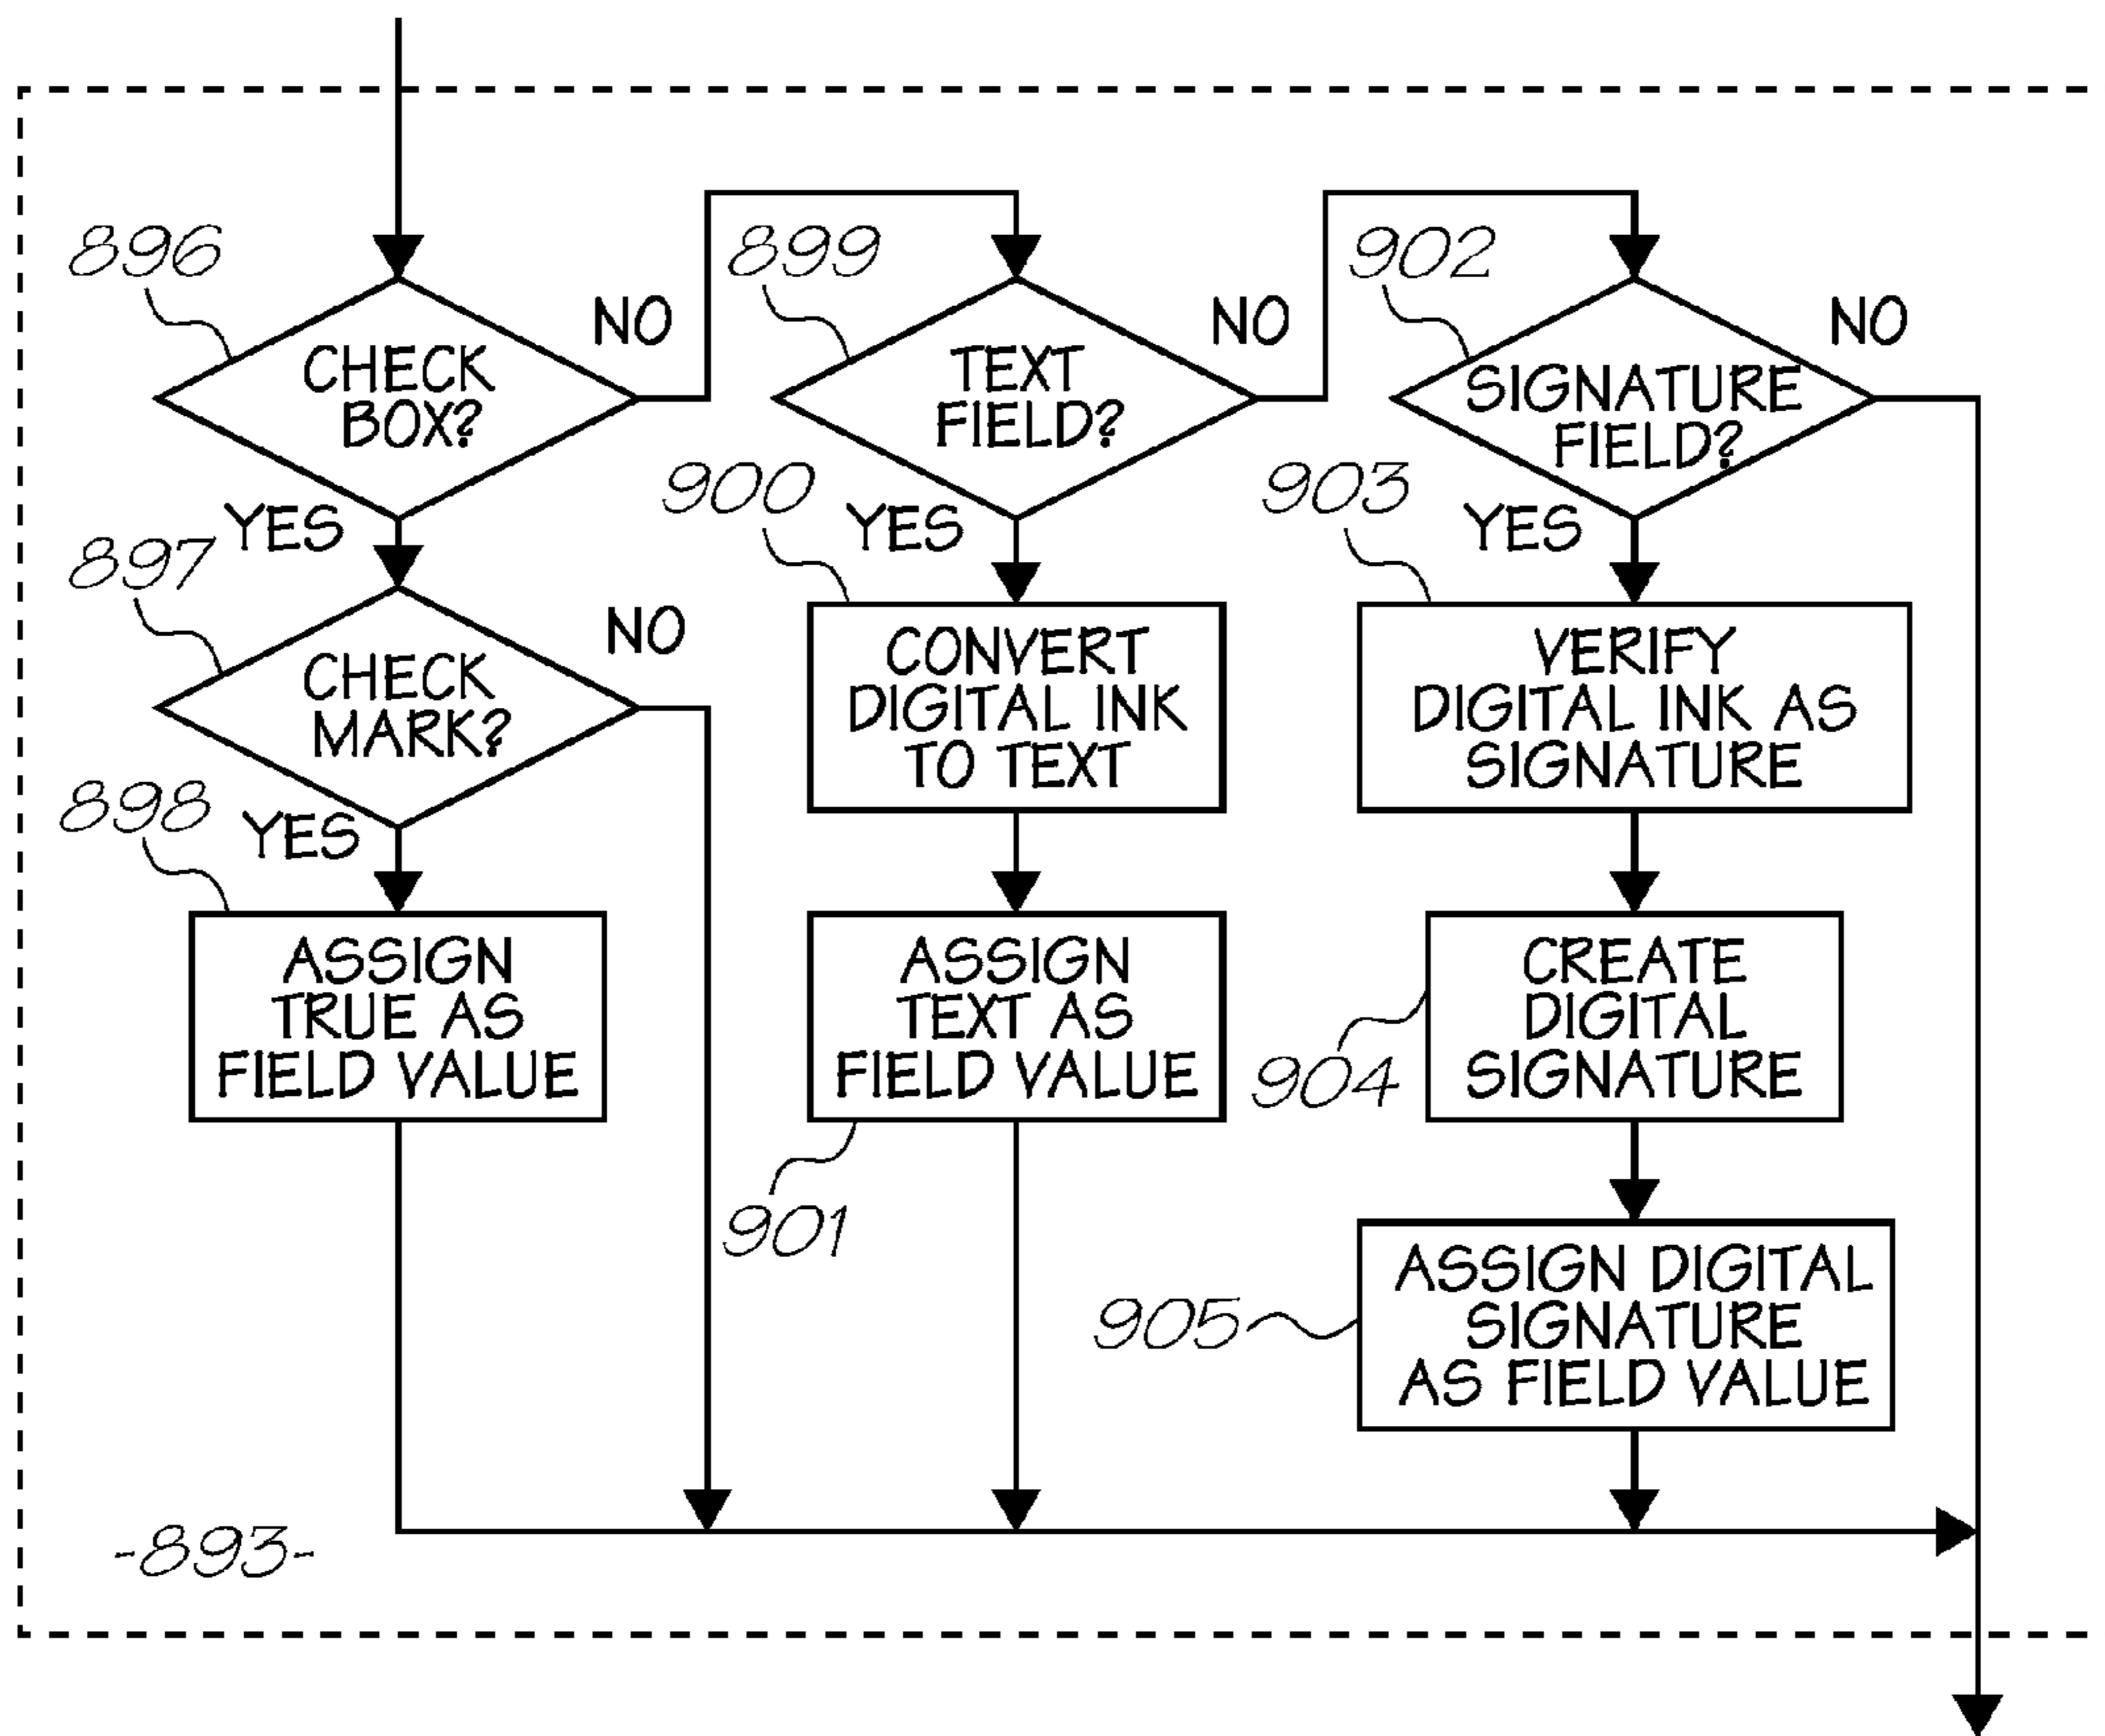 896
CHECK
BOX?
NO
YES
899
TEXT
FIELD?
NO
YES
902
SIGNATURE
FIELD?
NO
YES
897
CHECK
MARK?
NO
YES
900
CONVERT
DIGITAL INK
TO TEXT
903
VERIFY
DIGITAL INK AS
SIGNATURE
898
ASSIGN
TRUE AS
FIELD VALUE
ASSIGN
TEXT AS
FIELD VALUE
901
CREATE
DIGITAL
SIGNATURE
904
ASSIGN DIGITAL
SIGNATURE
AS FIELD VALUE
905
-893-